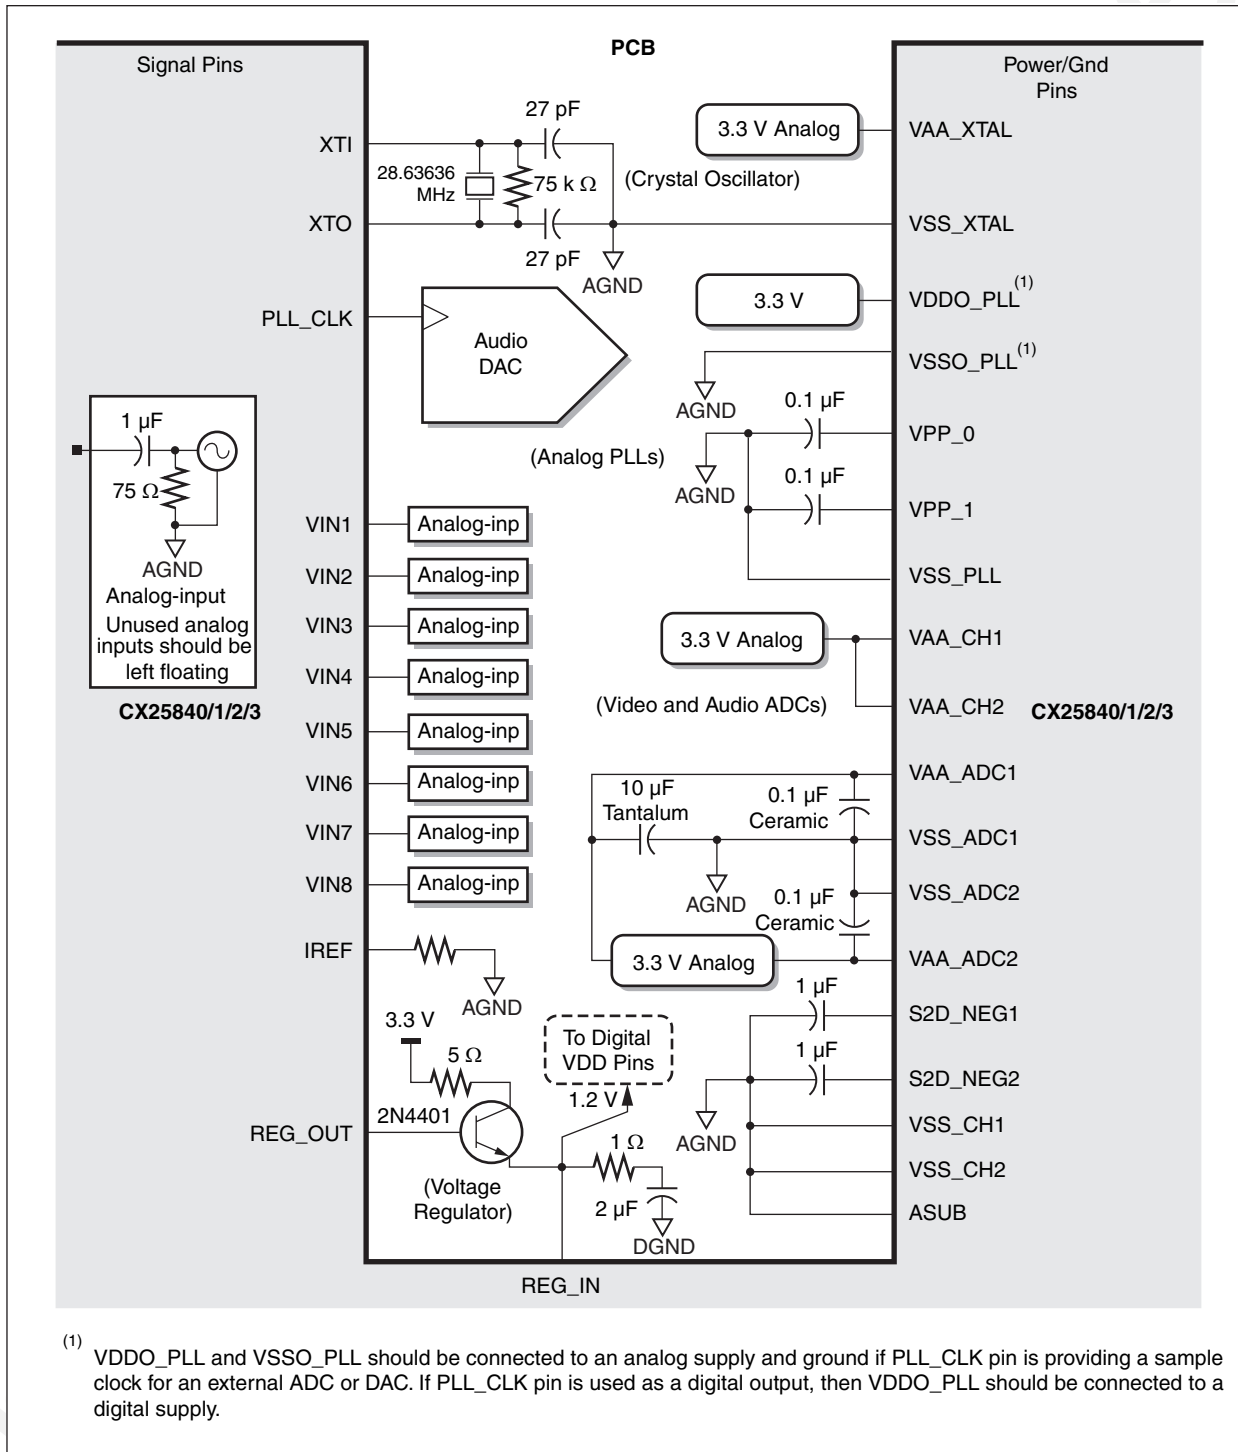 PCB
Signal Pins
Power/Gnd
Pins
27 pF
XTI
28.63636
MHz
75 k Ω
XTO
27 pF
AGND
3.3 V Analog
VAA_XTAL
(Crystal Oscillator)
VSS_XTAL
PLL_CLK
Audio
DAC
3.3 V
VDDO_PLL(1)
VSSO_PLL(1)
AGND
0.1 µF
VPP_0
(Analog PLLs)
AGND
0.1 µF
VPP_1
VSS_PLL
1 µF
75 Ω
AGND
Analog-input
Unused analog
inputs should be
left floating
CX25840/1/2/3
VIN1
Analog-inp
VIN2
Analog-inp
VIN3
Analog-inp
VIN4
Analog-inp
VIN5
Analog-inp
VIN6
Analog-inp
VIN7
Analog-inp
VIN8
Analog-inp
3.3 V Analog
VAA_CH1
(Video and Audio ADCs)
VAA_CH2
CX25840/1/2/3
VAA_ADC1
10 µF
Tantalum
0.1 µF
Ceramic
VSS_ADC1
AGND
0.1 µF
Ceramic
VSS_ADC2
3.3 V Analog
VAA_ADC2
IREF
AGND
3.3 V
5 Ω
2N4401
REG_OUT
(Voltage
Regulator)
To Digital
VDD Pins
1.2 V
1 Ω
2 µF
DGND
REG_IN
1 µF
S2D_NEG1
1 µF
S2D_NEG2
AGND
VSS_CH1
VSS_CH2
ASUB
(1)
VDDO_PLL and VSSO_PLL should be connected to an analog supply and ground if PLL_CLK pin is providing a sample
clock for an external ADC or DAC. If PLL_CLK pin is used as a digital output, then VDDO_PLL should be connected to a
digital supply.